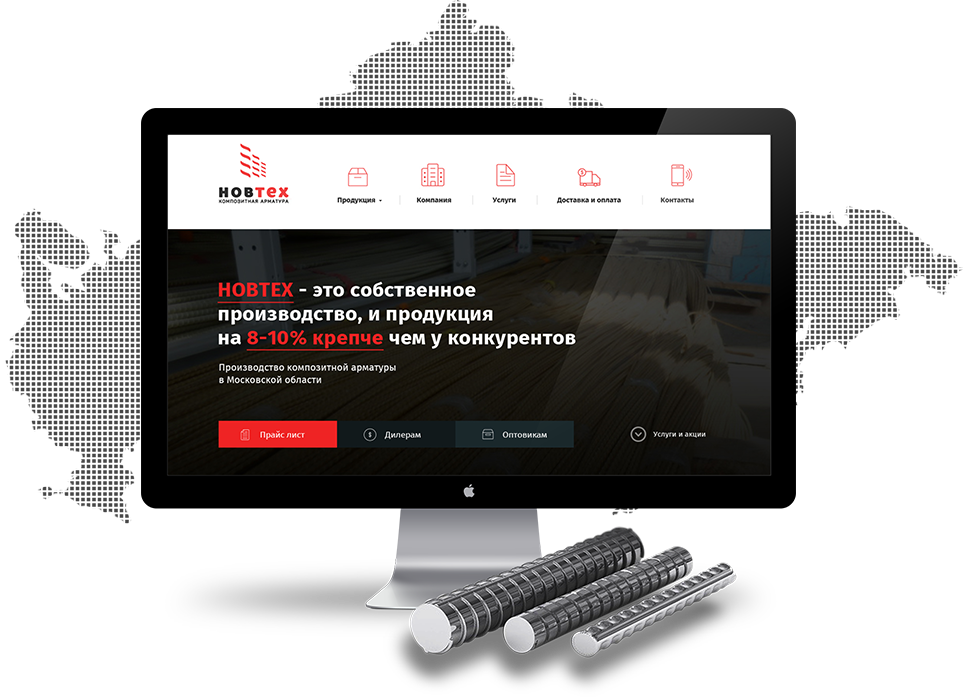 НОВТЕХ
КОМПОЗИТНАЯ АРМАТУРА
Продукция
Компания
Услуги
Доставка и оплата
Контакты
НОВТЕХ - это собственное
производство, и продукция
на 8-10% крепче чем у конкурентов
Производство композитной арматуры
в Московской области
Прайс лист
Дилерам
Оптовикам
Услуги и акции